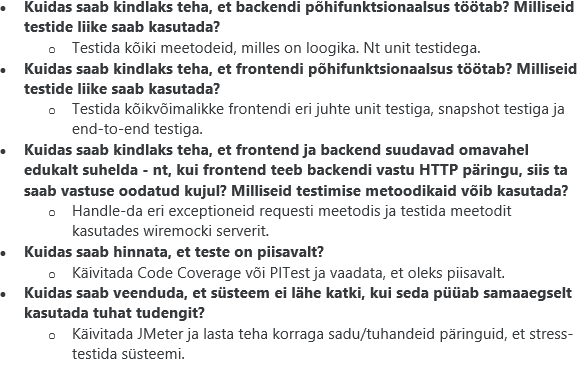 • Kuidas saab kindlaks teha, et backendi põhifunktsionaalsus töötab? Milliseid
testide liike saab kasutada?
o Testida kõiki meetodeid, milles on loogika. Nt unit testidega.
• Kuidas saab kindlaks teha, et frontendi põhifunktsionaalsus töötab? Milliseid
testide liike saab kasutada?
o Testida kõikvõimalikke frontendi eri juhte unit testiga, snapshot testiga ja
end-to-end testiga.
• Kuidas saab kindlaks teha, et frontend ja backend suudavad omavahel
edukalt suhelda - nt, kui frontend teeb backendi vastu HTTP päringu, siis ta
saab vastuse oodatud kujul? Milliseid testimise metoodikaid võib kasutada?
o Handle-da eri exceptioneid requesti meetodis ja testida meetodit
kasutades wiremocki serverit.
• Kuidas saab hinnata, et teste on piisavalt?
o Käivitada Code Coverage või PITest ja vaadata, et oleks piisavalt.
• Kuidas saab veenduda, et süsteem ei lähe katki, kui seda püüab samaaegselt
kasutada tuhat tudengit?
o Käivitada JMeter ja lasta teha korraga sadu/tuhandeid päringuid, et stress-
testida süsteemi.